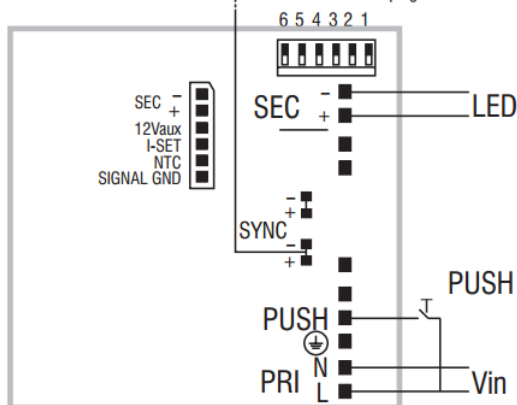 6 5 4 3 2 1
SEC -
+
12Vaux
I-SET
NTC
SIGNAL GND
SEC -
+
LED
-
+
SYNC
-
+
PUSH
PUSH
T
PRI N
L
Vin